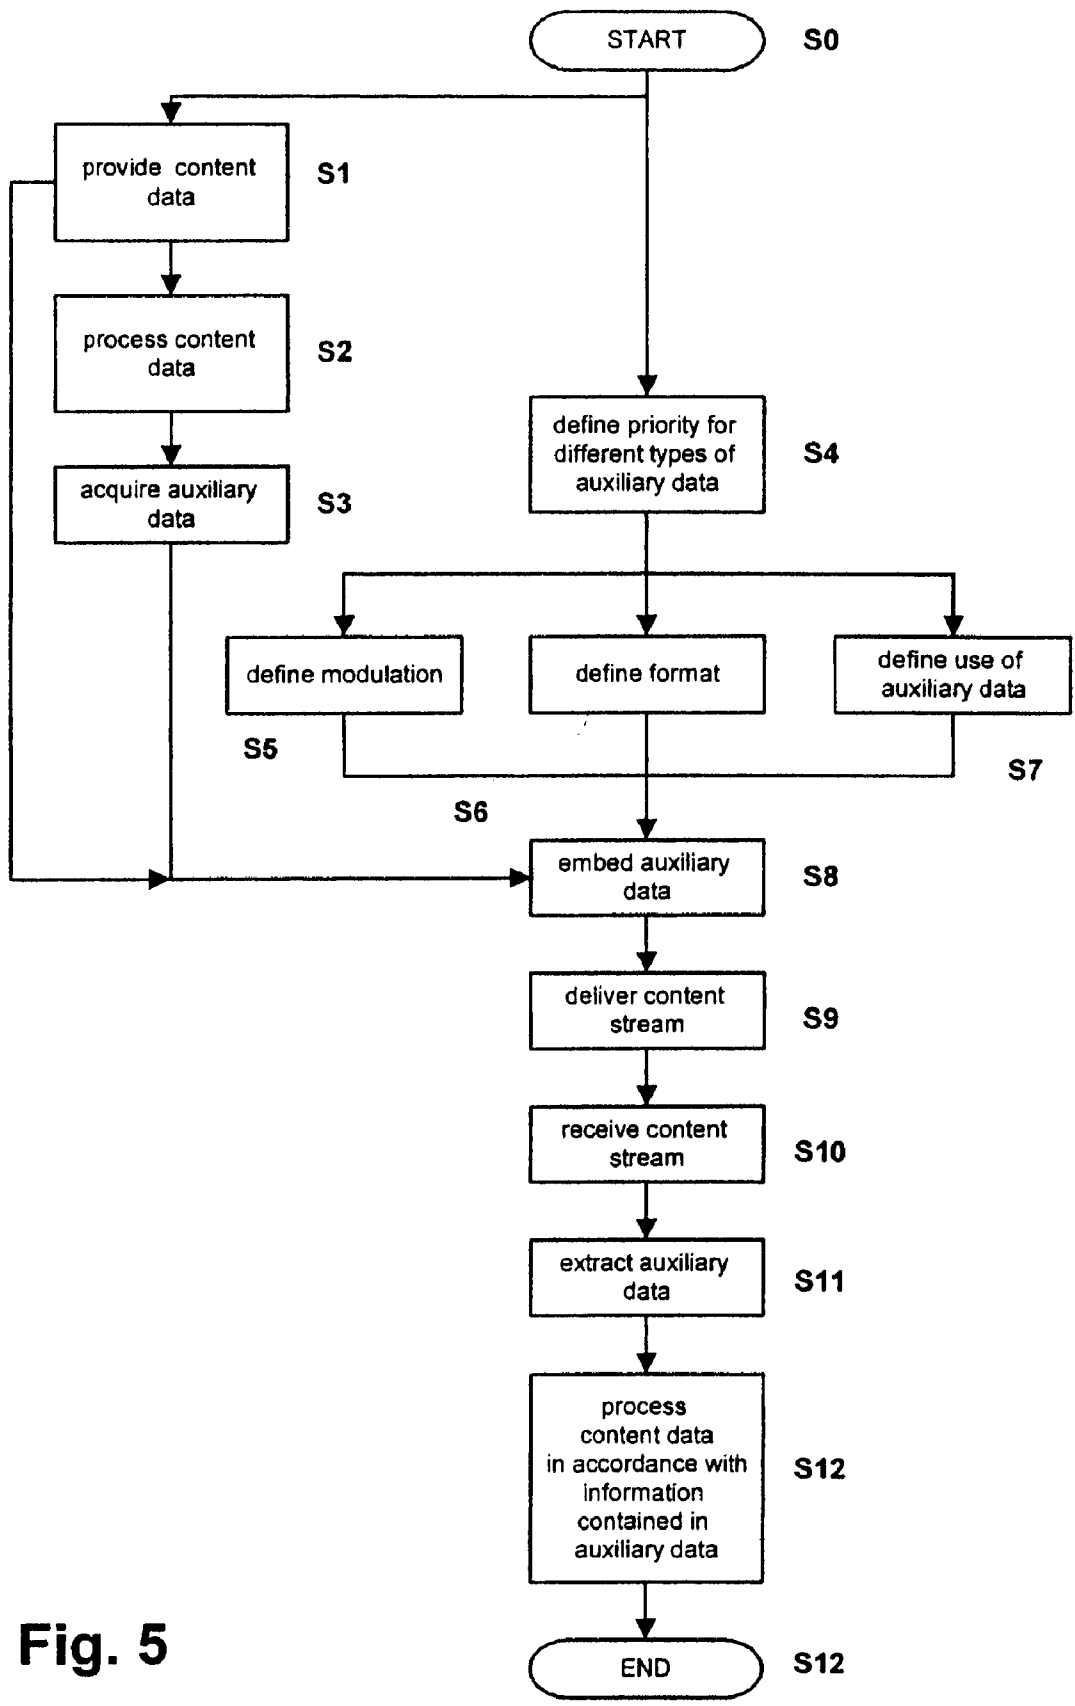 START
S0
provide content
data
S1
process content
data
S2
acquire auxiliary
data
S3
define priority for
different types of
auxiliary data
S4
define modulation
S5
define format
S6
define use of
auxiliary data
S7
embed auxiliary
data
S8
deliver content
stream
S9
receive content
stream
S10
extract auxiliary
data
S11
process
content data
in accordance with
information
contained in
auxiliary data
S12
END
S12
Fig. 5